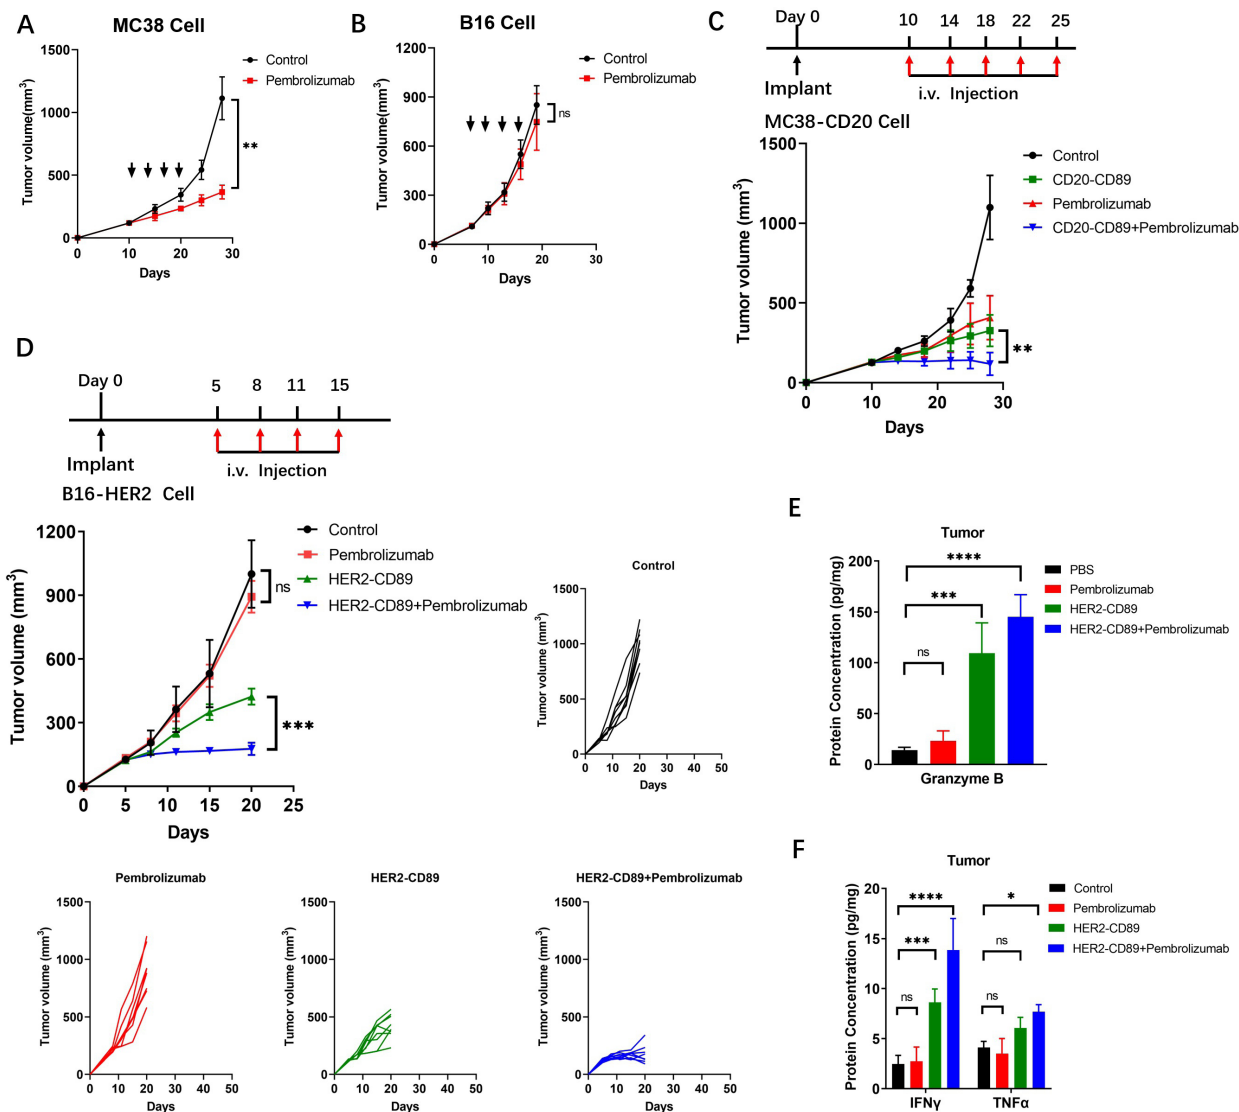 A
MC38 Cell
Tumor volume(mm³)
1500
1000
500
0
0
10
20
30
Days
Control
Pembrolizumab
**
B
B16 Cell
Tumor volume(mm³)
1200
900
600
300
0
0
10
20
30
Days
Control
Pembrolizumab
ns
C
Day 0
10
14
18
22
25
Implant
i.v. Injection
MC38-CD20 Cell
Tumor volume (mm³)
1500
1000
500
0
0
10
20
30
Days
Control
CD20-CD89
Pembrolizumab
CD20-CD89+Pembrolizumab
**
D
Day 0
5
8
11
15
Implant
i.v. Injection
B16-HER2 Cell
Tumor volume (mm³)
1200
900
600
300
0
0
5
10
15
20
25
Days
Control
Pembrolizumab
HER2-CD89
HER2-CD89+Pembrolizumab
ns
***
Control
Tumor volume (mm³)
1500
1000
500
0
0
10
20
30
40
50
Days
Pembrolizumab
Tumor volume (mm³)
1500
1000
500
0
0
10
20
30
40
50
Days
HER2-CD89
Tumor volume (mm³)
1500
1000
500
0
0
10
20
30
40
50
Days
HER2-CD89+Pembrolizumab
Tumor volume (mm³)
1500
1000
500
0
0
10
20
30
40
50
Days
E
Tumor
Protein Concentration (pg/mg)
200
150
100
50
0
ns
***
****
Granzyme B
PBS
Pembrolizumab
HER2-CD89
HER2-CD89+Pembrolizumab
F
Tumor
Protein Concentration (pg/mg)
20
15
10
5
0
ns
***
****
ns
ns
*
IFNγ
TNFα
Control
Pembrolizumab
HER2-CD89
HER2-CD89+Pembrolizumab